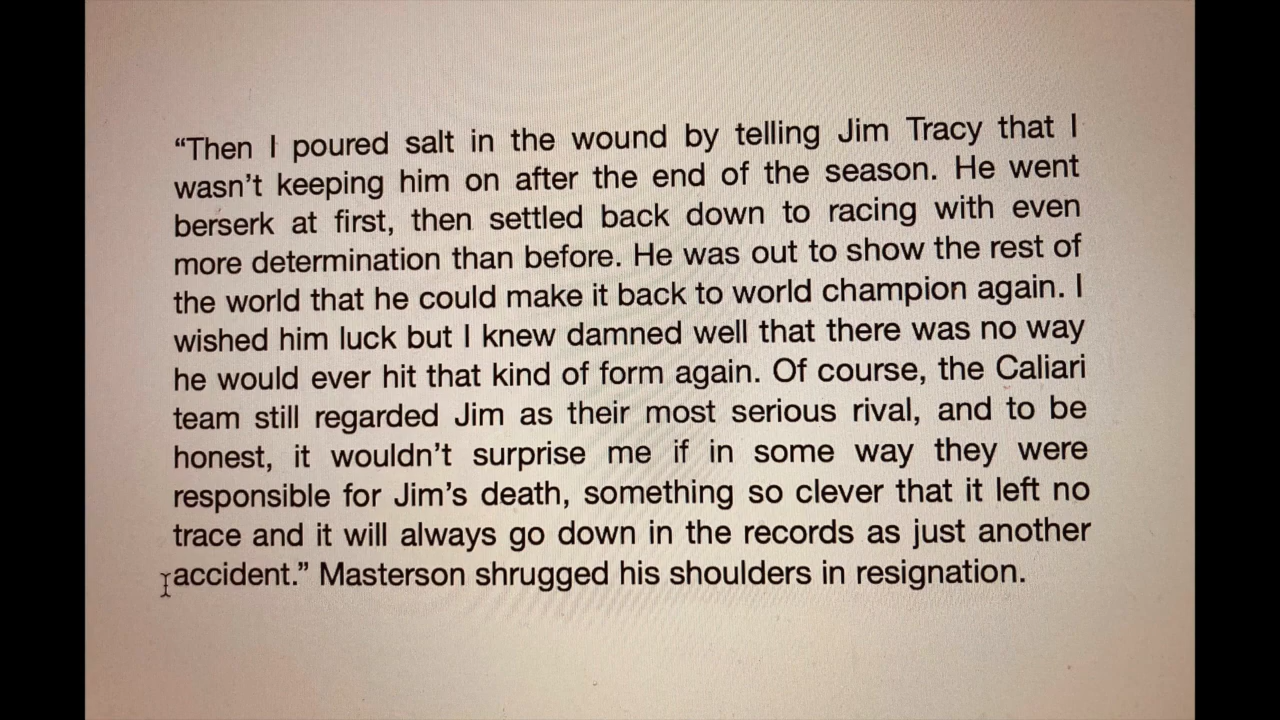 “Then I poured salt in the wound by telling Jim Tracy that I
wasn’t keeping him on after the end of the season. He went
berserk at first, then settled back down to racing with even
more determination than before. He was out to show the rest of
the world that he could make it back to world champion again. I
wished him luck but I knew damned well that there was no way
he would ever hit that kind of form again. Of course, the Caliari
team still regarded Jim as their most serious rival, and to be
honest, it wouldn’t surprise me if in some way they were
responsible for Jim’s death, something so clever that it left no
trace and it will always go down in the records as just another
accident.” Masterson shrugged his shoulders in resignation.